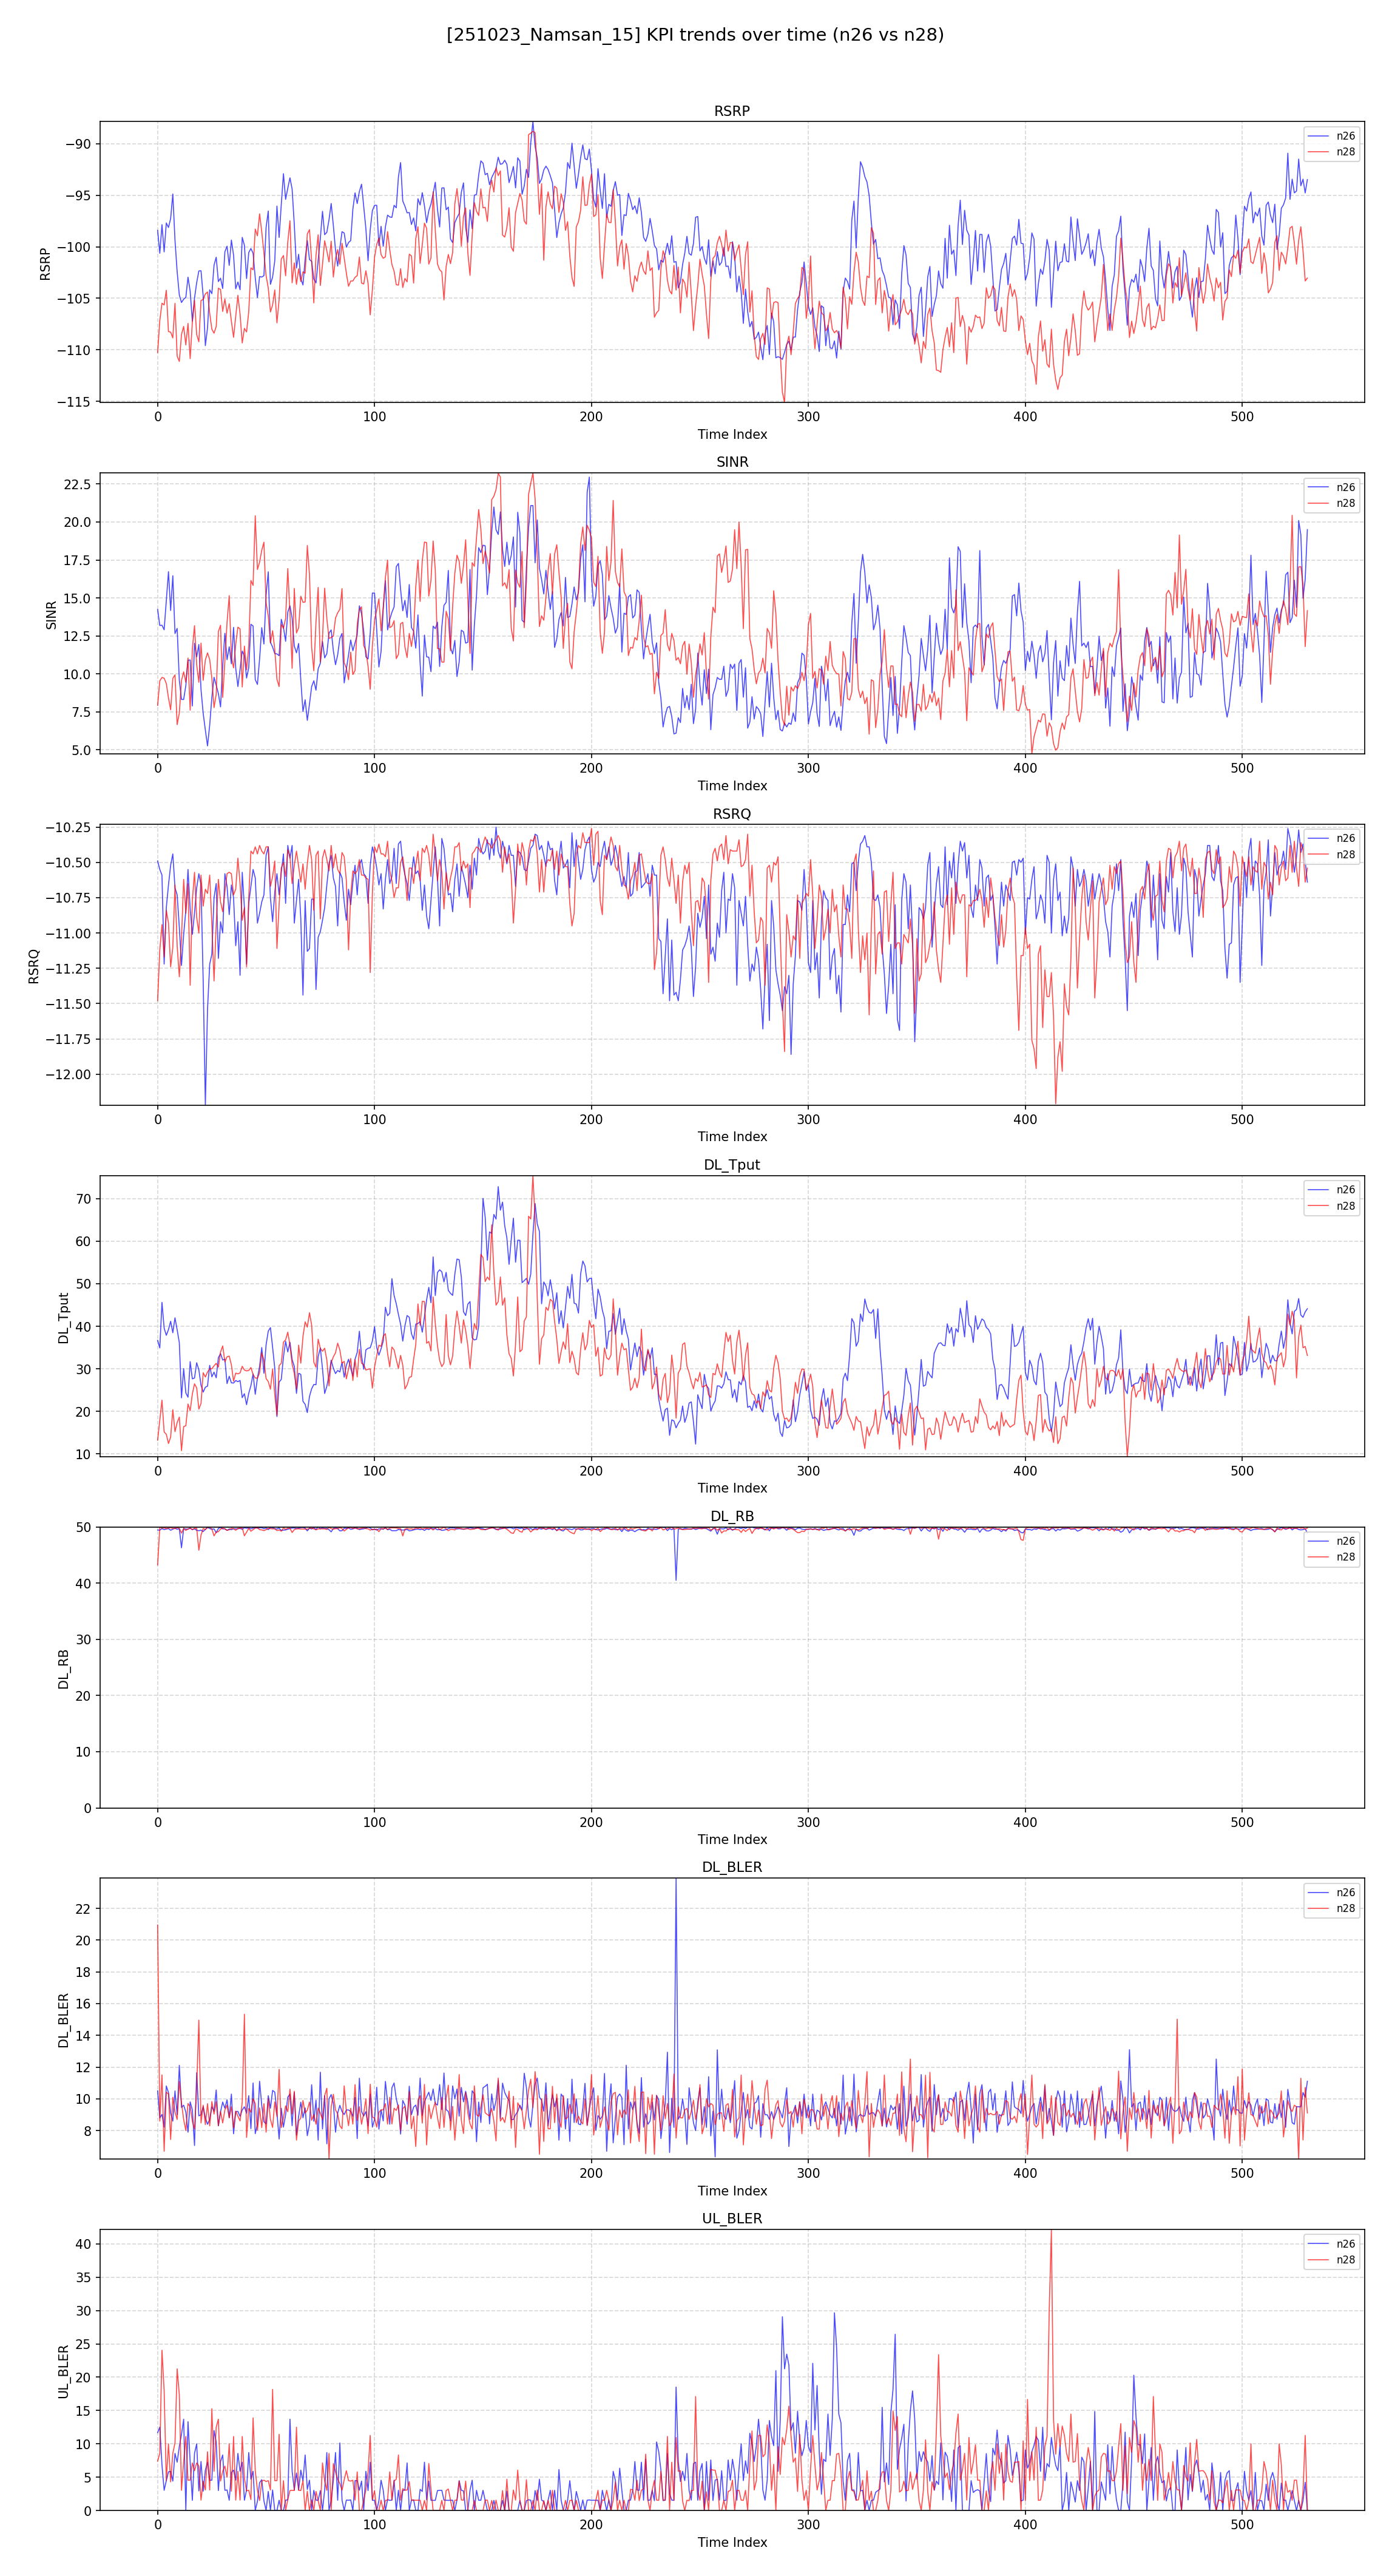 [251023_Namsan_15] KPI trends over time (n26 vs n28)
RSRP
n26
n28
−90
−95
−100
−105
−110
−115
RSRP
0 100 200 300 400 500
Time Index
SINR
n26
n28
22.5
20.0
17.5
15.0
12.5
10.0
7.5
5.0
SINR
0 100 200 300 400 500
Time Index
RSRQ
n26
n28
−10.25
−10.50
−10.75
−11.00
−11.25
−11.50
−11.75
−12.00
RSRQ
0 100 200 300 400 500
Time Index
DL_Tput
n26
n28
70
60
50
40
30
20
10
DL_Tput
0 100 200 300 400 500
Time Index
DL_RB
n26
n28
50
40
30
20
10
0
DL_RB
0 100 200 300 400 500
Time Index
DL_BLER
n26
n28
22
20
18
16
14
12
10
8
DL_BLER
0 100 200 300 400 500
Time Index
UL_BLER
n26
n28
40
35
30
25
20
15
10
5
0
UL_BLER
0 100 200 300 400 500
Time Index